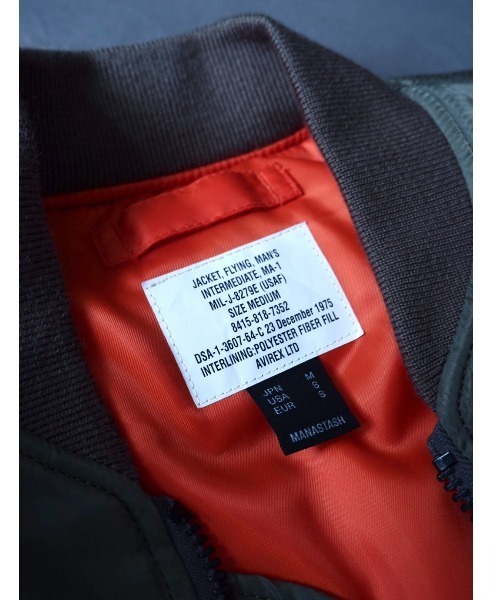 JACKET, FLYING, MAN'S
INTERMEDIATE, MA-1
MIL-J-8279E (USAF)
SIZE MEDIUM
8415-818-7352
DSA-1-3607-64-C 23 December 1975
INTERLINING:POLYESTER FIBER FILL
AVIREX LTD
JPN M
USA S
EUR S
MANASTASH